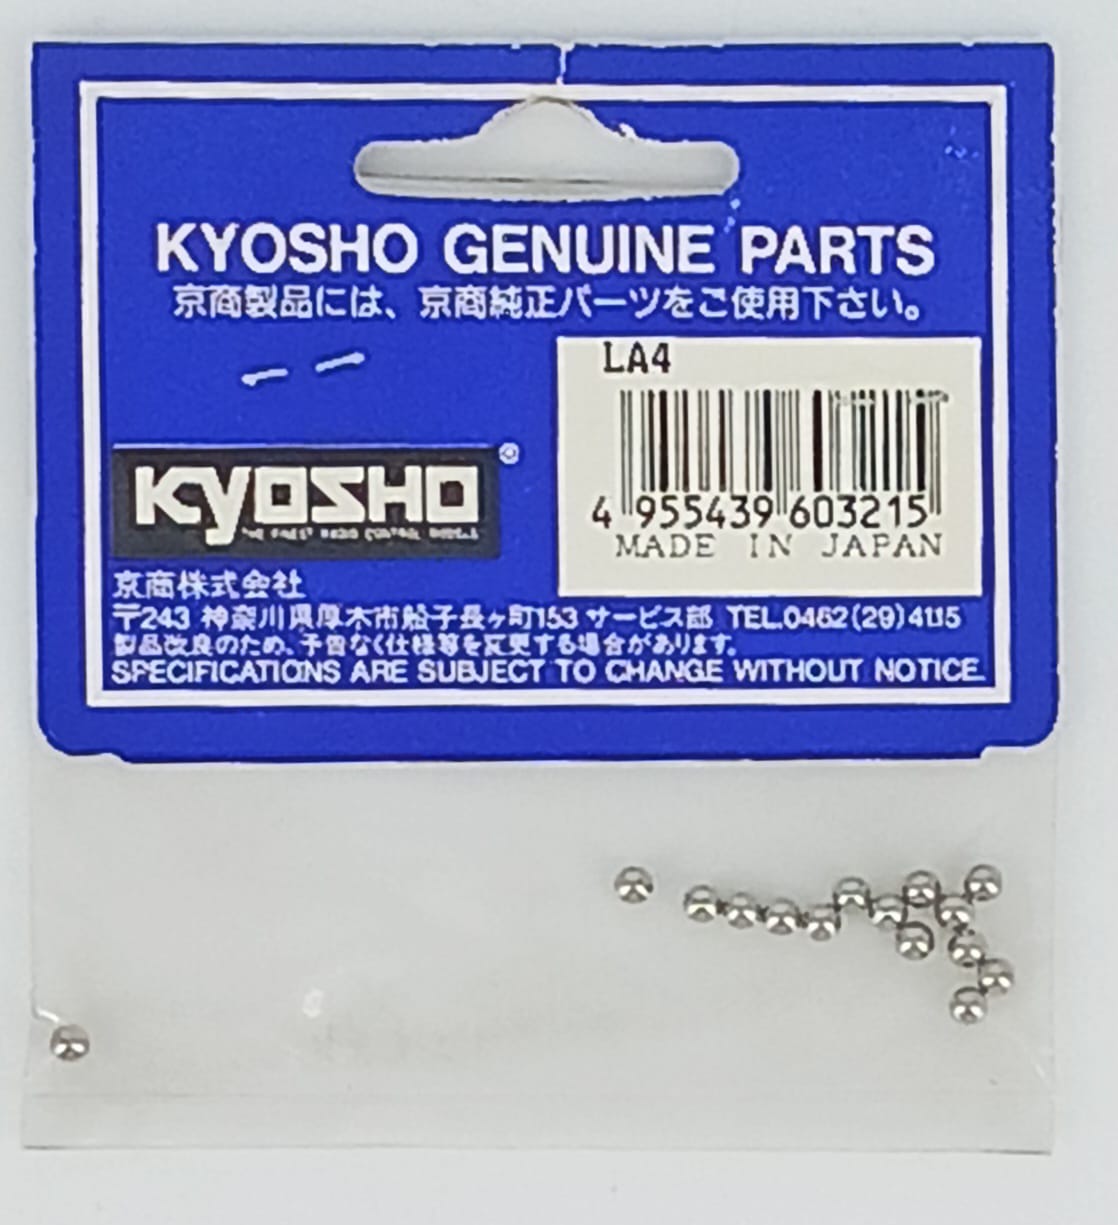 KYOSHO GENUINE PARTS
京商製品には、京商純正パーツをご使用下さい。
LA4
4 955439 603215
MADE IN JAPAN
KYOSHO®
THE FINEST RADIO CONTROL MODELS
京商株式会社
〒243 神奈川県厚木市船子長ヶ町153 サービス部 TEL.0462(29)4115
製品改良のため、予告なく仕様等を変更する場合があります。
SPECIFICATIONS ARE SUBJECT TO CHANGE WITHOUT NOTICE.